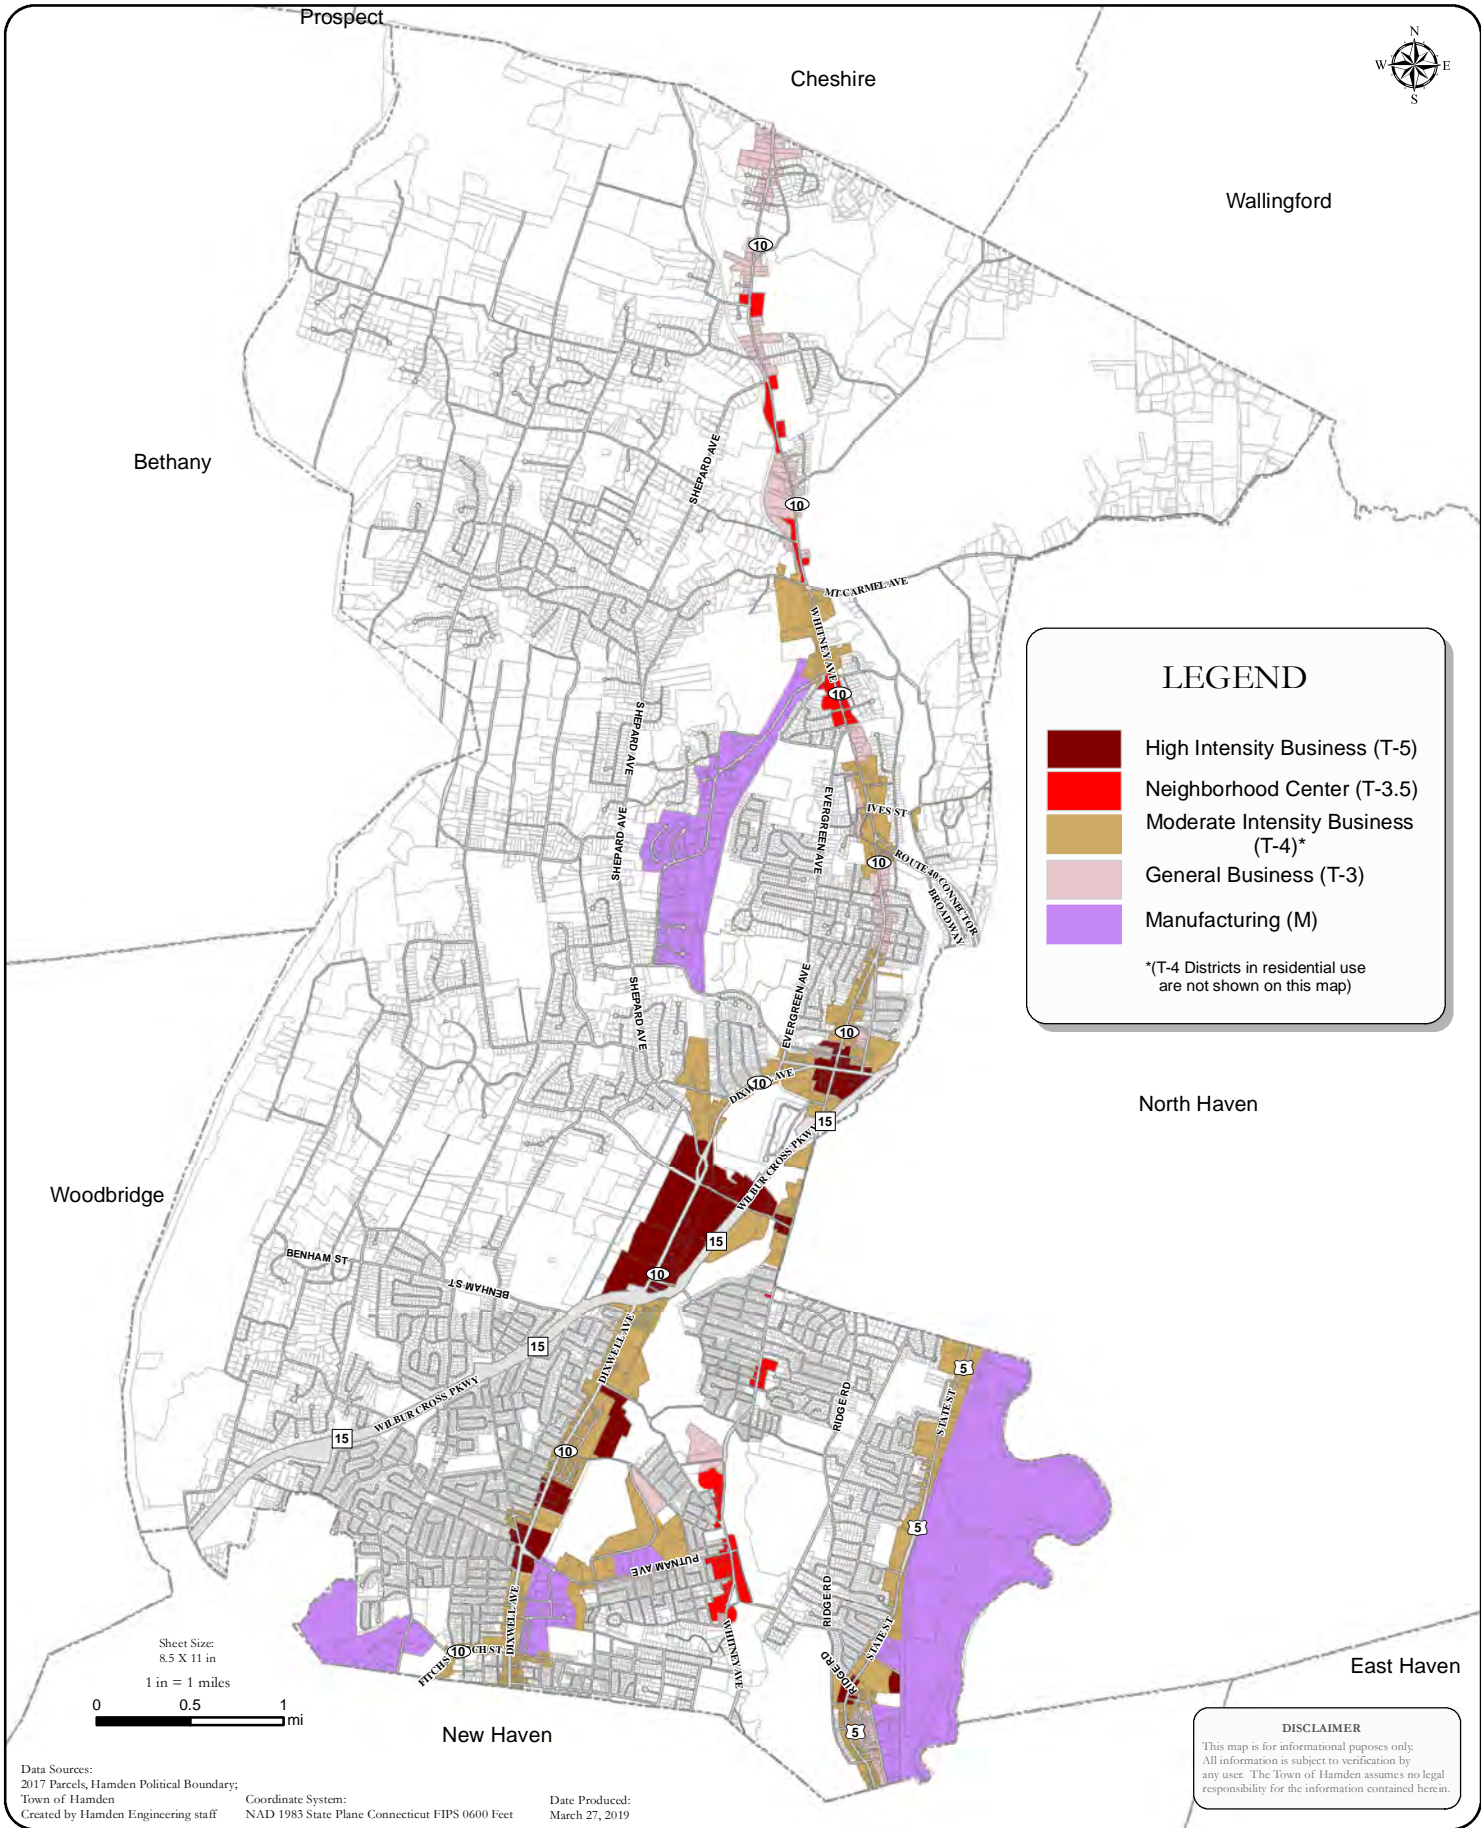 Prospect
Cheshire
N
W
E
S
Wallingford
10
Bethany
SHEPARD AVE
10
MT CARMEL AVE
WHITNEY AVE
10
LEGEND
High Intensity Business (T-5)
Neighborhood Center (T-3.5)
Moderate Intensity Business
(T-4)*
General Business (T-3)
Manufacturing (M)
*(T-4 Districts in residential use
are not shown on this map)
SHEPARD AVE
SHEPARD AVE
EVERGREEN AVE
IVES ST
10
ROUTE 40 CONNECTOR
BROADWAY
SHEPARD AVE
EVERGREEN AVE
10
DIXWELL AVE
10
15
WILBUR CROSS PKWY
North Haven
Woodbridge
15
BENHAM ST
BENHAM ST
10
15
DIXWELL AVE
WILBUR CROSS PKWY
15
10
5
STATE ST
RIDGE RD
5
PUTNAM AVE
DIXWELL AVE
RIDGE RD
STATE ST
WHITNEY AVE
RIDGE RD
FITCH S
10
CH ST
5
East Haven
New Haven
Sheet Size:
8.5 X 11 in
1 in = 1 miles
0
0.5
1
mi
DISCLAIMER
This map is for informational puposes only.
All information is subject to verification by
any user. The Town of Hamden assumes no legal
responsibility for the information contained herein.
Data Sources:
2017 Parcels, Hamden Political Boundary;
Town of Hamden
Created by Hamden Engineering staff
Coordinate System:
NAD 1983 State Plane Connecticut FIPS 0600 Feet
Date Produced:
March 27, 2019